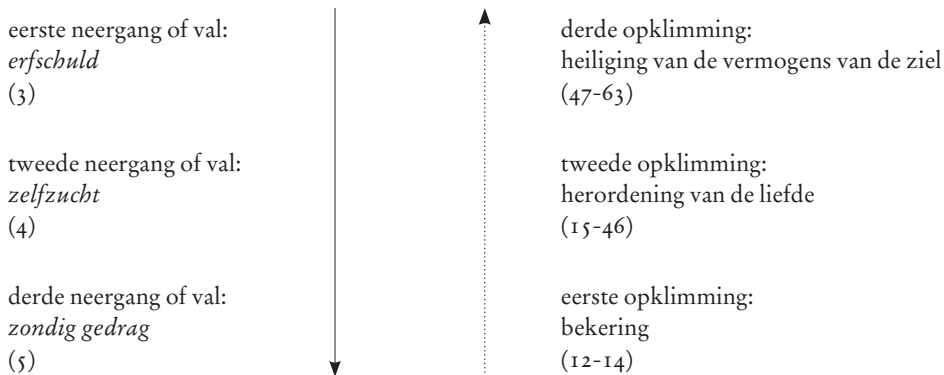 eerste neergang of val:
erfschuld
(3)
tweede neergang of val:
zelfzucht
(4)
derde neergang of val:
zondig gedrag
(5)
derde opklimming:
heiliging van de vermogens van de ziel
(47-63)
tweede opklimming:
herordening van de liefde
(15-46)
eerste opklimming:
bekering
(12-14)